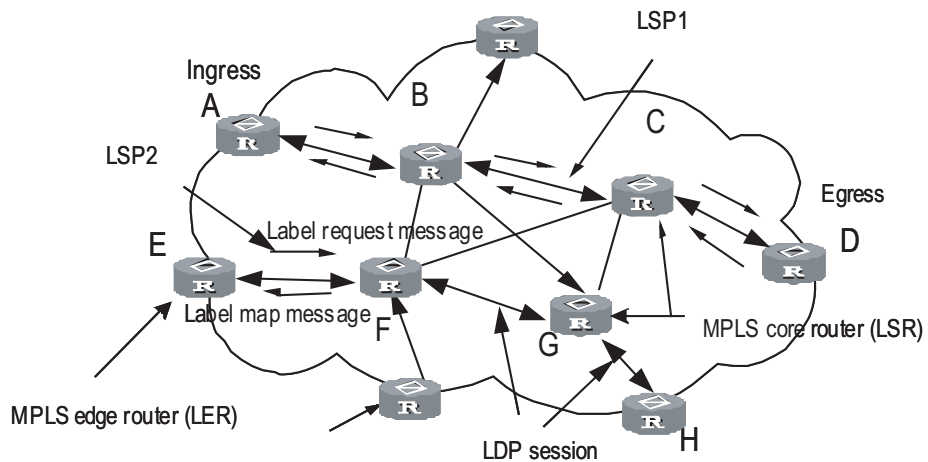 LSP1
R
Ingress
A
B
C
R
LSP2
R
R
Egress
E
Label request message
D
R
R
R
Label map message
F
R
G
MPLS core router (LSR)
MPLS edge router (LER)
R
LDP session
R
H